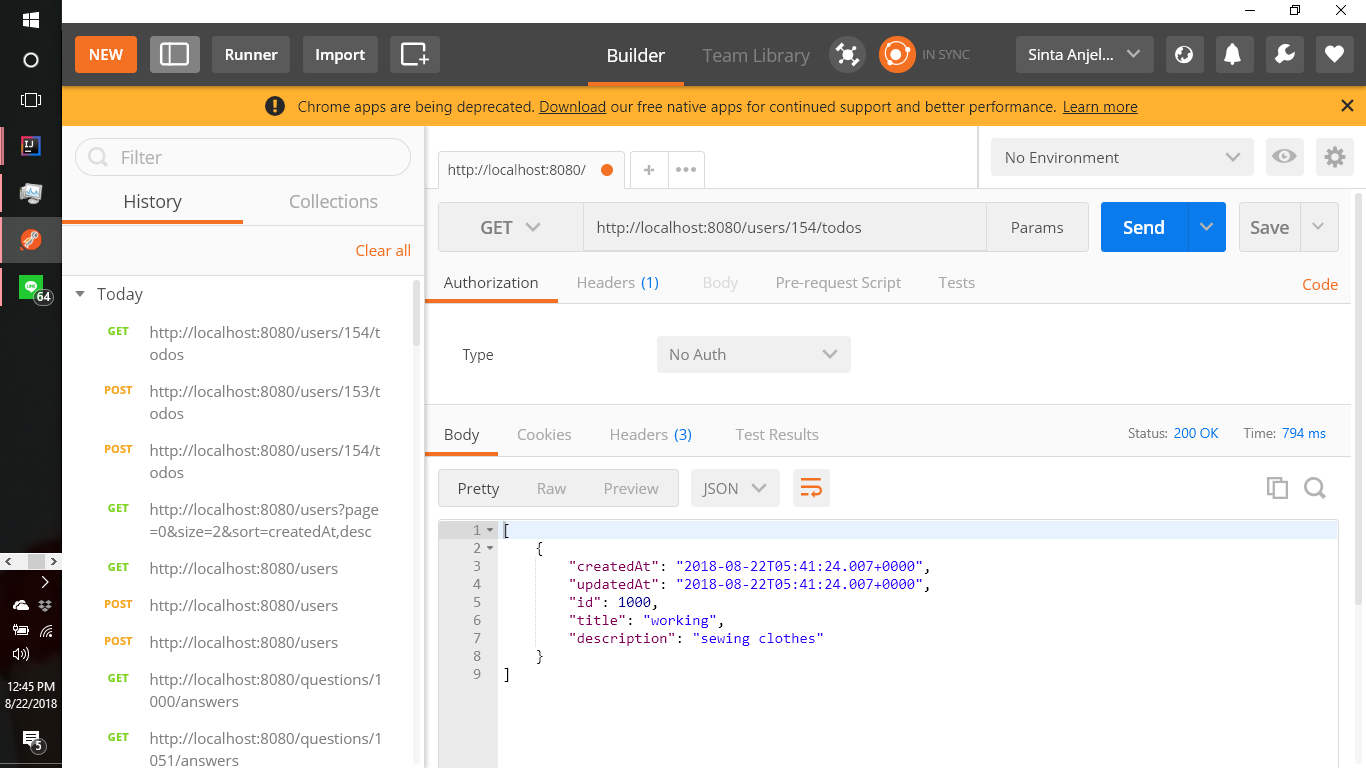 NEW
Runner
Import
Builder
Team Library
IN SYNC
Sinta Anjel...
Chrome apps are being deprecated. Download our free native apps for continued support and better performance. Learn more
Filter
History
Collections
Clear all
Today
GET http://localhost:8080/users/154/t
odos
POST http://localhost:8080/users/153/t
odos
POST http://localhost:8080/users/154/t
odos
GET http://localhost:8080/users?page
=0&size=2&sort=createdAt,desc
GET http://localhost:8080/users
POST http://localhost:8080/users
POST http://localhost:8080/users
GET http://localhost:8080/questions/1
000/answers
GET http://localhost:8080/questions/1
051/answers
http://localhost:8080/
No Environment
GET http://localhost:8080/users/154/todos Params Send Save
Authorization Headers (1) Body Pre-request Script Tests Code
Type No Auth
Body Cookies Headers (3) Test Results Status: 200 OK Time: 794 ms
Pretty Raw Preview JSON
1 [
2 {
3 "createdAt": "2018-08-22T05:41:24.007+0000",
4 "updatedAt": "2018-08-22T05:41:24.007+0000",
5 "id": 1000,
6 "title": "working",
7 "description": "sewing clothes"
8 }
9 ]
IJ
64
12:45 PM
8/22/2018
5